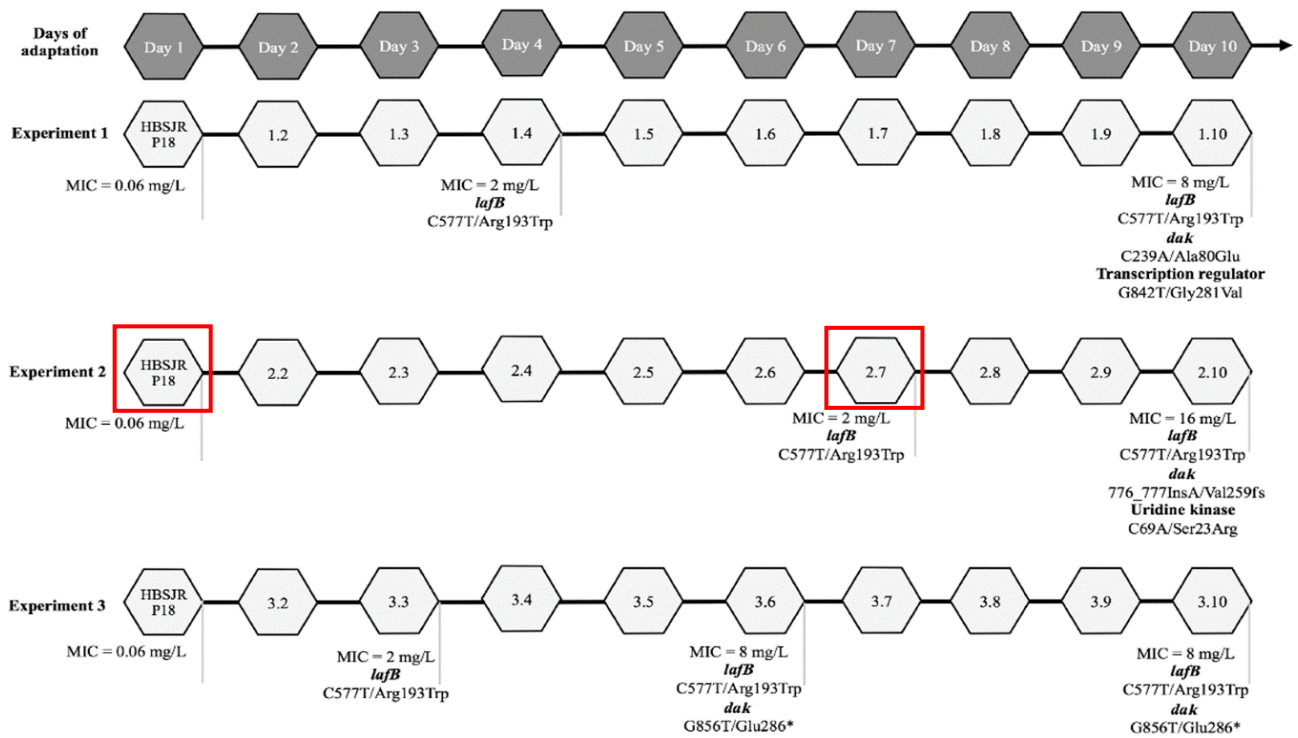 Days of
adaptation
Day 1 Day 2 Day 3 Day 4 Day 5 Day 6 Day 7 Day 8 Day 9 Day 10
Experiment 1
HBSJR
P18
1.2 1.3 1.4 1.5 1.6 1.7 1.8 1.9 1.10
MIC = 0.06 mg/L
MIC = 2 mg/L
lafB
C577T/Arg193Trp
MIC = 8 mg/L
lafB
C577T/Arg193Trp
dak
C239A/Ala80Glu
Transcription regulator
G842T/Gly281Val
Experiment 2
HBSJR
P18
2.2 2.3 2.4 2.5 2.6 2.7 2.8 2.9 2.10
MIC = 0.06 mg/L
MIC = 2 mg/L
lafB
C577T/Arg193Trp
MIC = 16 mg/L
lafB
C577T/Arg193Trp
dak
776_777InsA/Val259fs
Uridine kinase
C69A/Ser23Arg
Experiment 3
HBSJR
P18
3.2 3.3 3.4 3.5 3.6 3.7 3.8 3.9 3.10
MIC = 0.06 mg/L
MIC = 2 mg/L
lafB
C577T/Arg193Trp
MIC = 8 mg/L
lafB
C577T/Arg193Trp
dak
G856T/Glu286*
MIC = 8 mg/L
lafB
C577T/Arg193Trp
dak
G856T/Glu286*